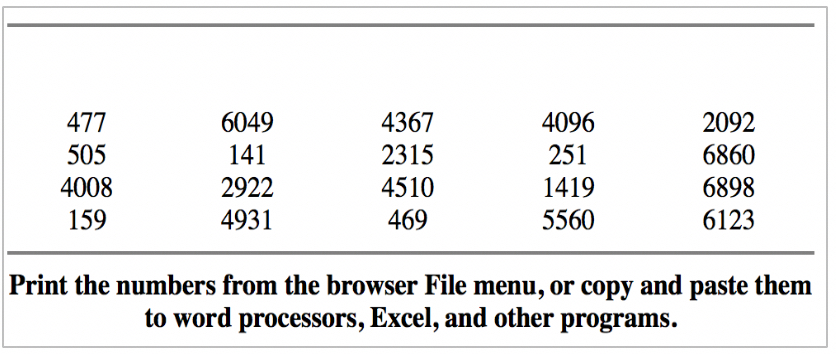 477 6049 4367 4096 2092
505 141 2315 251 6860
4008 2922 4510 1419 6898
159 4931 469 5560 6123
Print the numbers from the browser File menu, or copy and paste them
to word processors, Excel, and other programs.